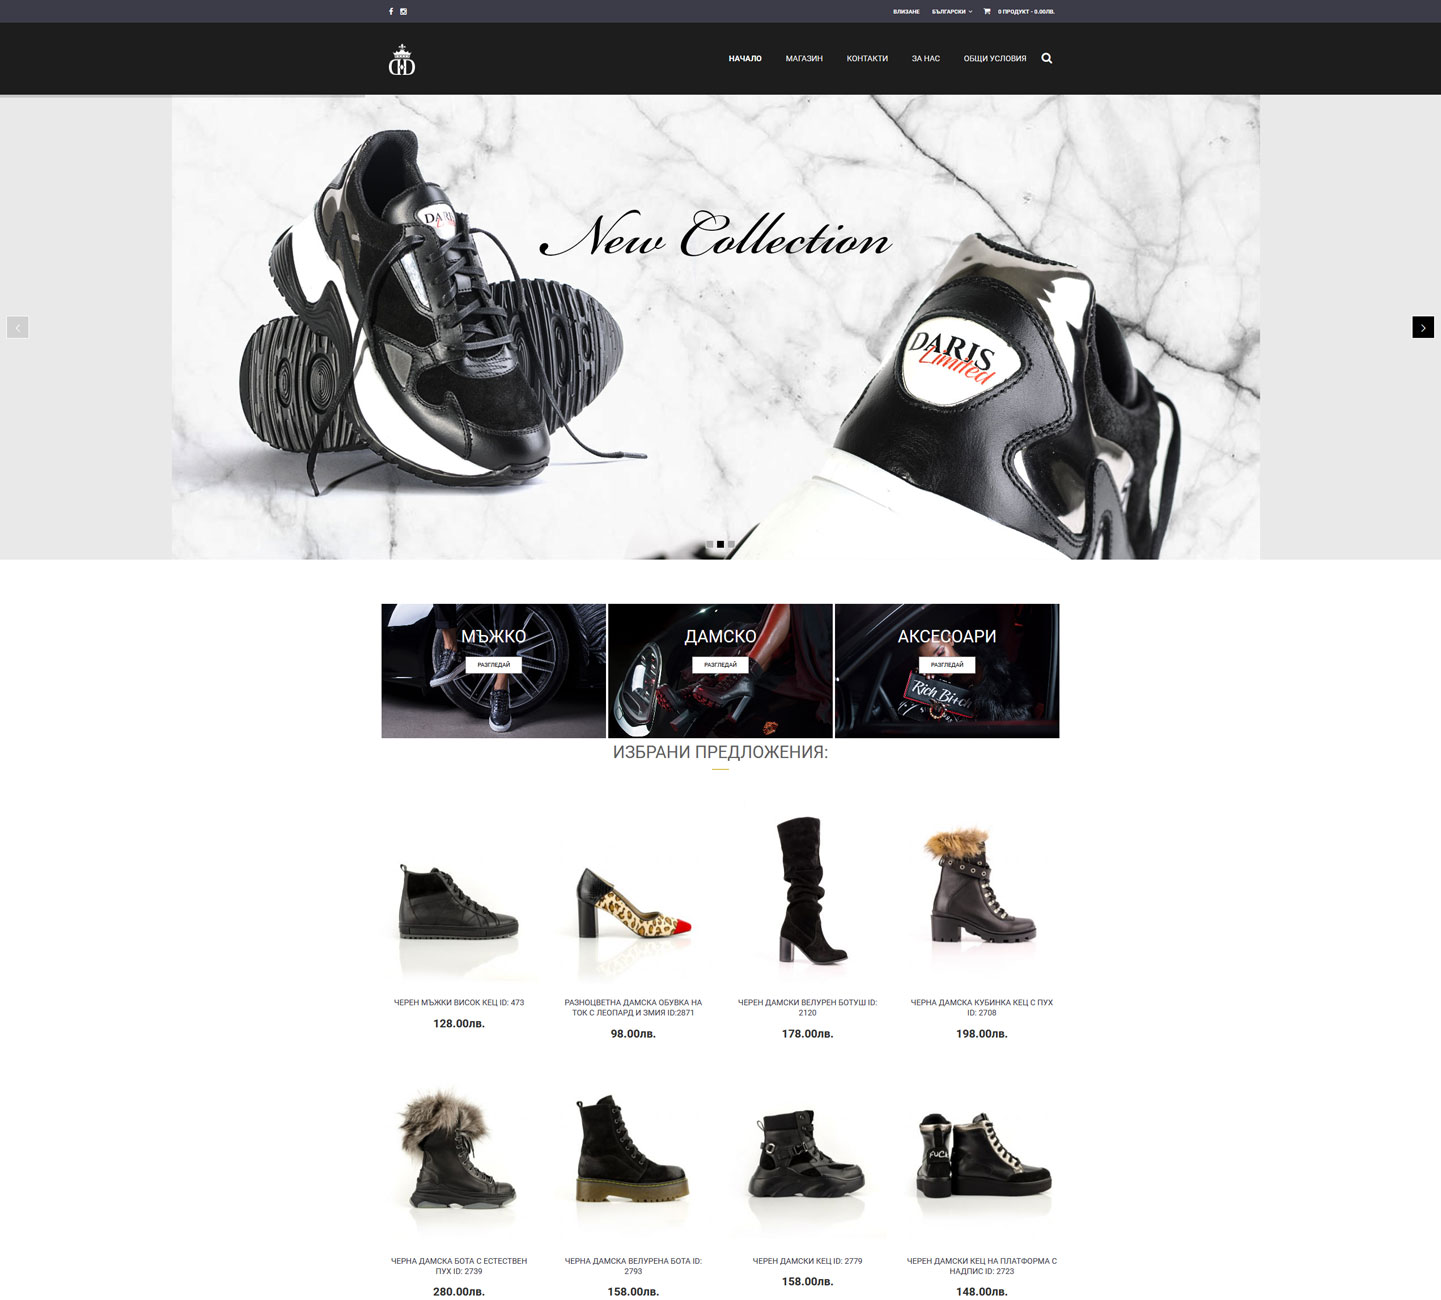 ВЛИЗАНЕ БЪЛГАРСКИ 0 ПРОДУКТ - 0.00ЛВ.
НАЧАЛО МАГАЗИН КОНТАКТИ ЗА НАС ОБЩИ УСЛОВИЯ
New Collection
DARIS
Limited
МЪЖКО ДАМСКО АКСЕСОАРИ
РАЗГЛЕДАЙ РАЗГЛЕДАЙ РАЗГЛЕДАЙ
Rich Bitch
ИЗБРАНИ ПРЕДЛОЖЕНИЯ:
ЧЕРЕН МЪЖКИ ВИСОК КЕЦ ID: 473
128.00лв.
РАЗНОЦВЕТНА ДАМСКА ОБУВКА НА
ТОК С ЛЕОПАРД И ЗМИЯ ID:2871
98.00лв.
ЧЕРЕН ДАМСКИ ВЕЛУРЕН БОТУШ ID:
2120
178.00лв.
ЧЕРНА ДАМСКА КУБИНКА КЕЦ С ПУХ
ID: 2708
198.00лв.
ЧЕРНА ДАМСКА БОТА С ЕСТЕСТВЕН
ПУХ ID: 2739
280.00лв.
ЧЕРНА ДАМСКА ВЕЛУРЕНА БОТА ID:
2793
158.00лв.
ЧЕРЕН ДАМСКИ КЕЦ ID: 2779
158.00лв.
ЧЕРЕН ДАМСКИ КЕЦ НА ПЛАТФОРМА С
НАДПИС ID: 2723
148.00лв.